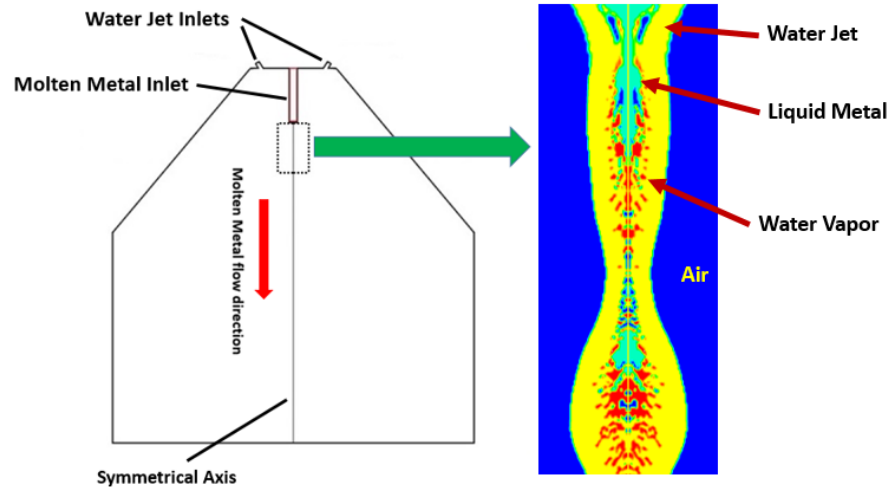 Water Jet Inlets
Molten Metal Inlet
Molten Metal flow direction
Symmetrical Axis
Water Jet
Liquid Metal
Water Vapor
Air